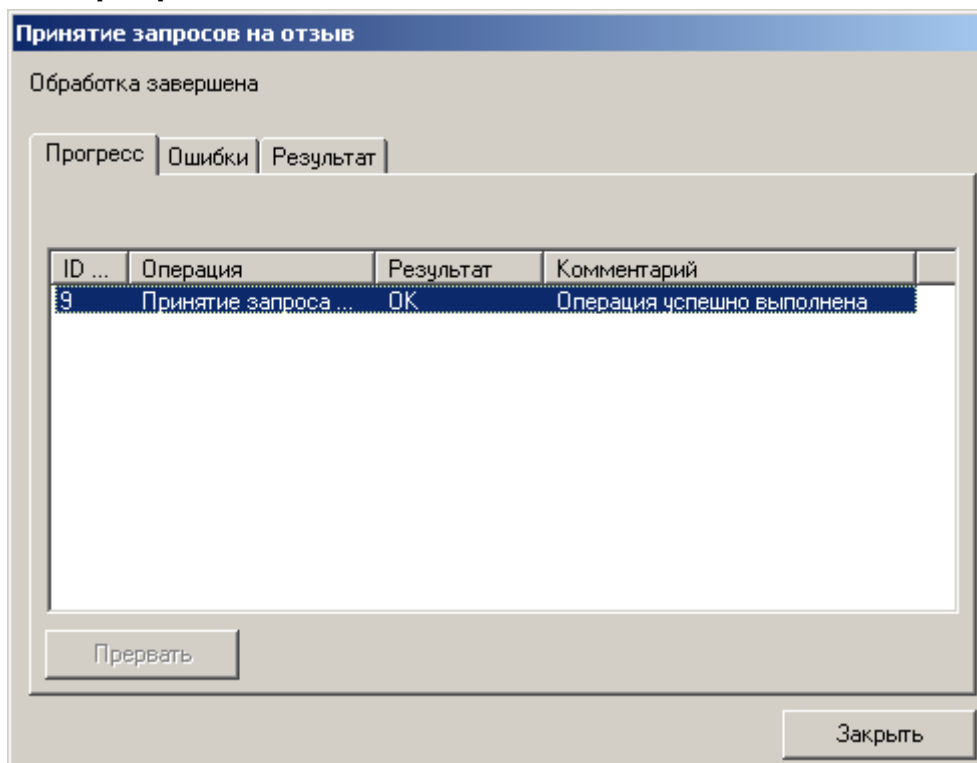 Принятие запросов на отзыв
Обработка завершена
Прогресс Ошибки Результат
ID ... Операция Результат Комментарий
9 Принятие запроса ... OK Операция успешно выполнена
Прервать
Закрыть